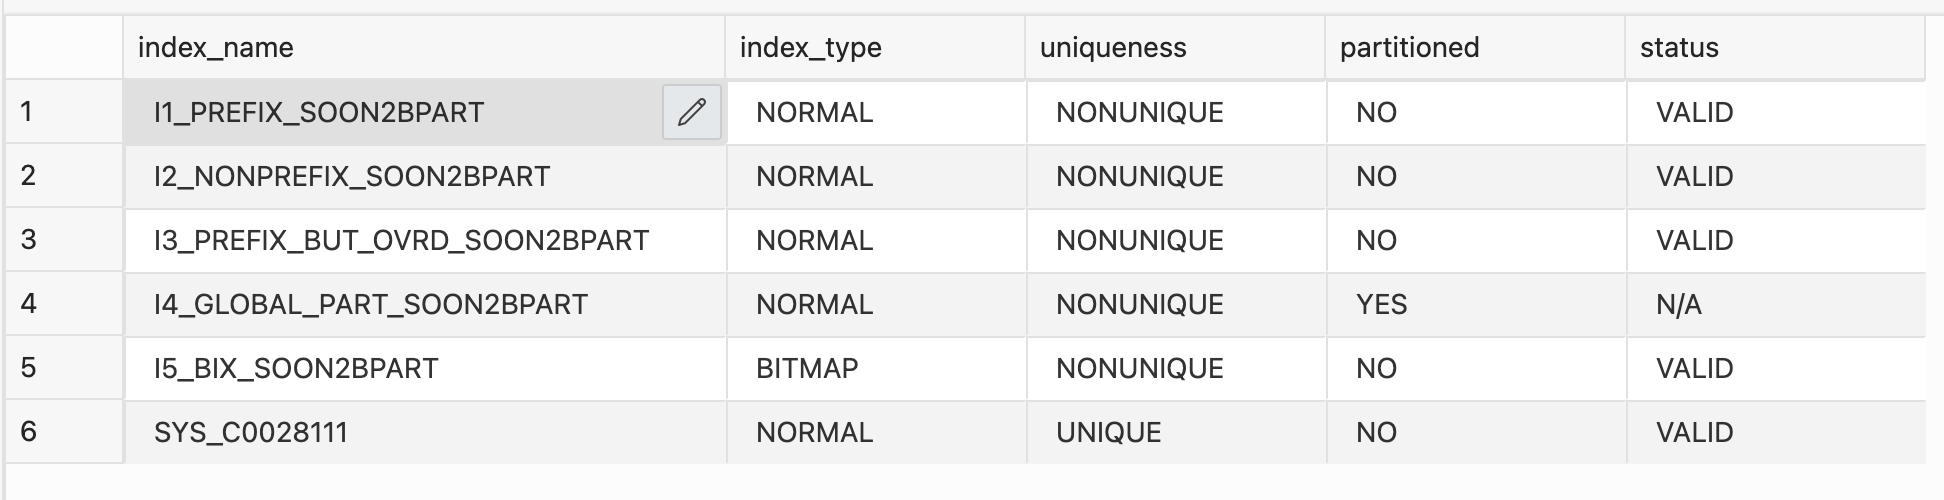 index_name index_type uniqueness partitioned status
1 I1_PREFIX_SOON2BPART NORMAL NONUNIQUE NO VALID
2 I2_NONPREFIX_SOON2BPART NORMAL NONUNIQUE NO VALID
3 I3_PREFIX_BUT_OVRD_SOON2BPART NORMAL NONUNIQUE NO VALID
4 I4_GLOBAL_PART_SOON2BPART NORMAL NONUNIQUE YES N/A
5 I5_BIX_SOON2BPART BITMAP NONUNIQUE NO VALID
6 SYS_C0028111 NORMAL UNIQUE NO VALID